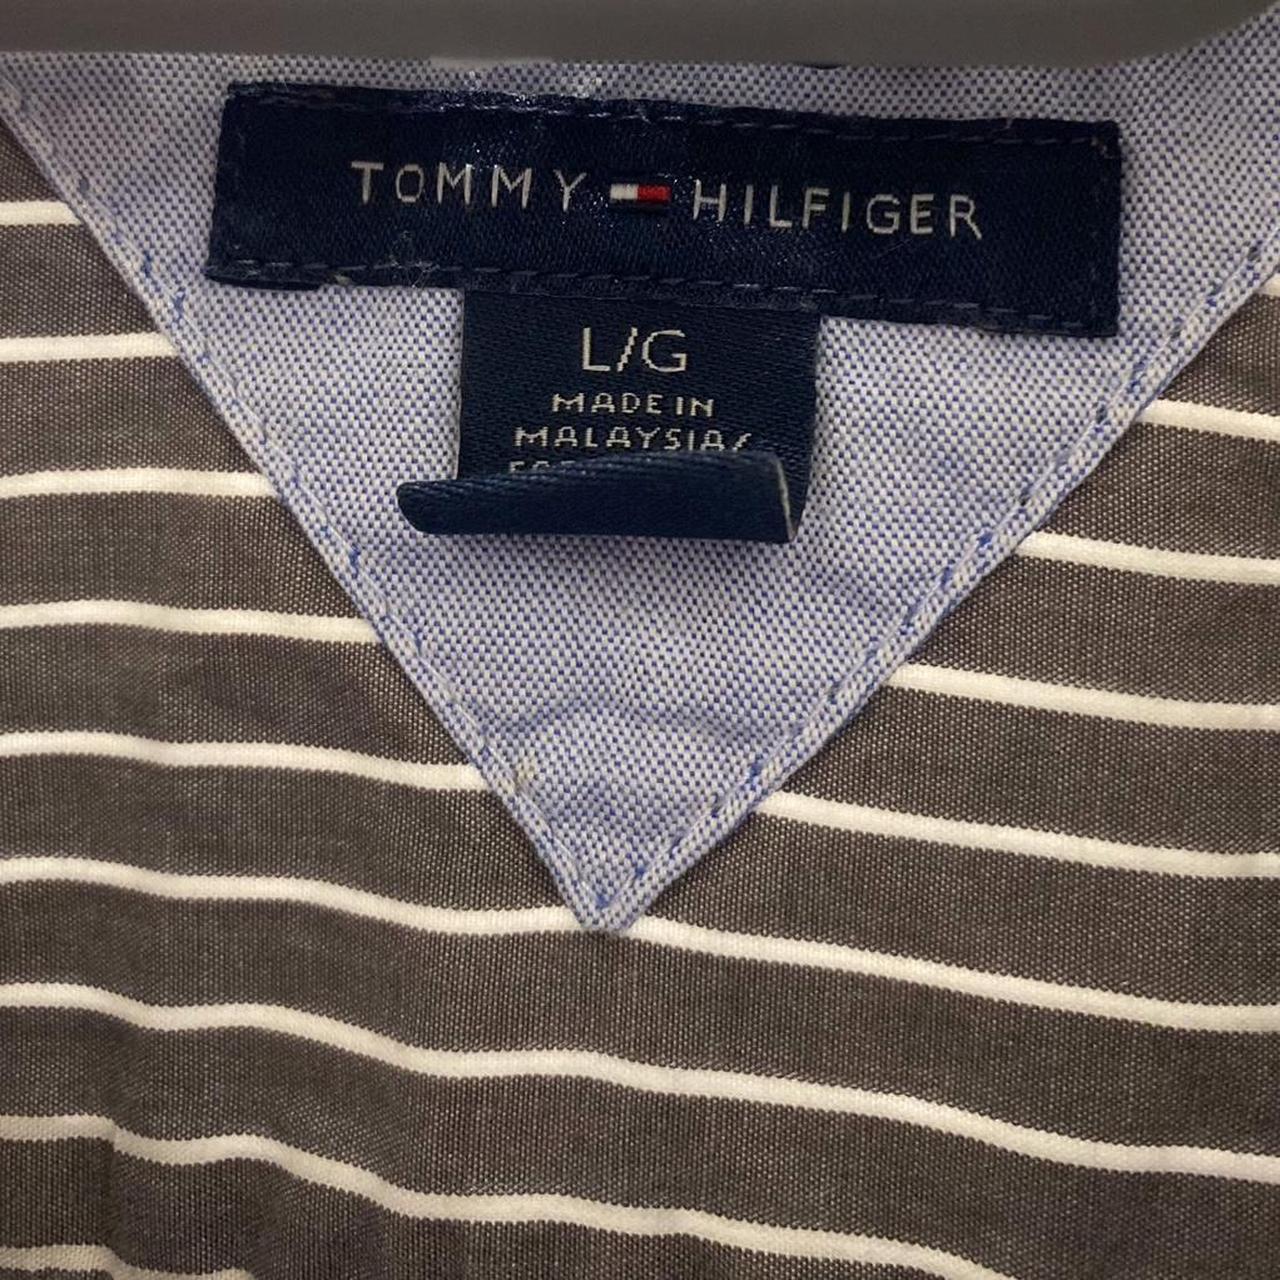 TOMMY HILFIGER
L/G
MADE IN
MALAYSIA/